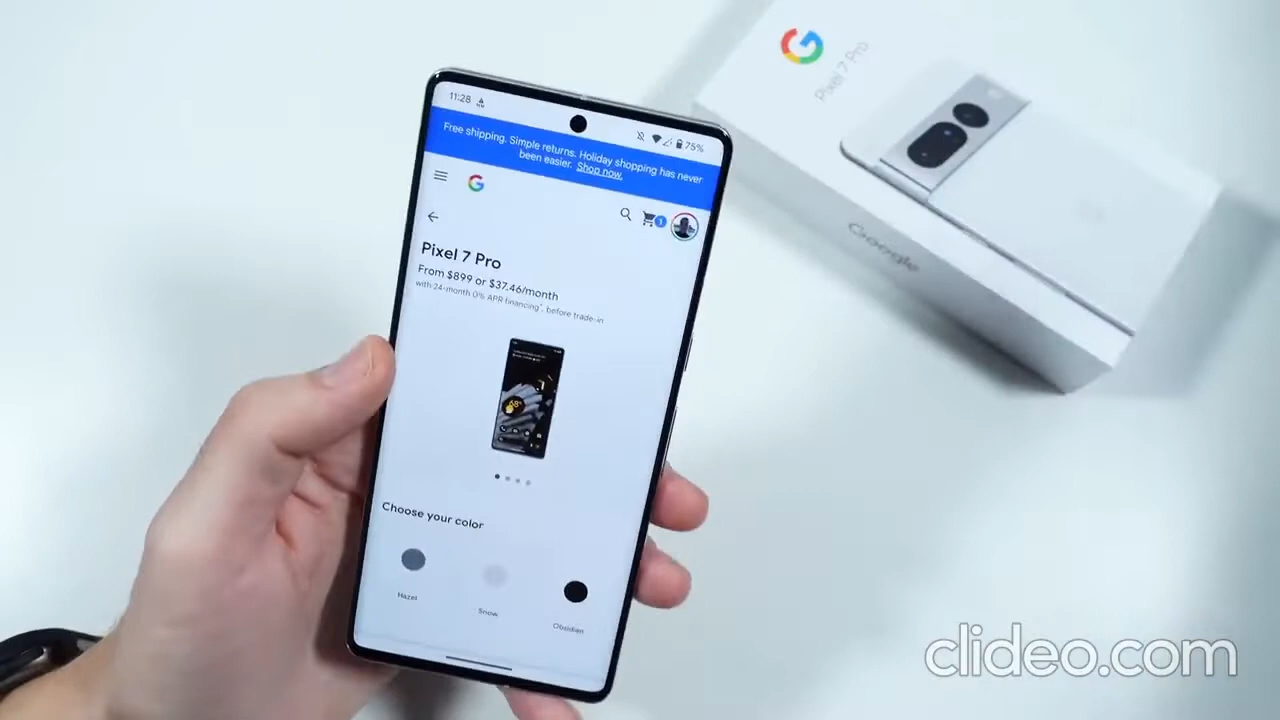 11:28
75%
Free shipping. Simple returns. Holiday shopping has never
been easier. Shop now.
1
Pixel 7 Pro
From $899 or $37.46/month
with 24-month 0% APR financing*, before trade-in
68°
Choose your color
Hazel
Snow
Obsidian
G
Pixel 7 Pro
Google
clideo.com